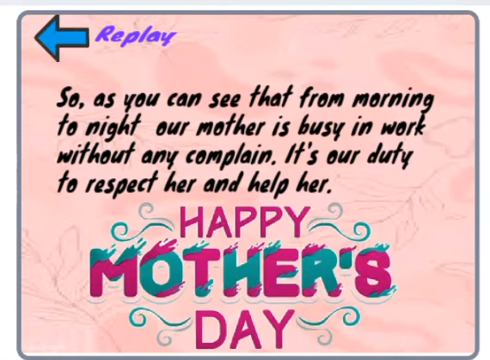 Replay
So, as you can see that from morning
to night our mother is busy in work
without any complain. It's our duty
to respect her and help her.
HAPPY
MOTHER'S
DAY